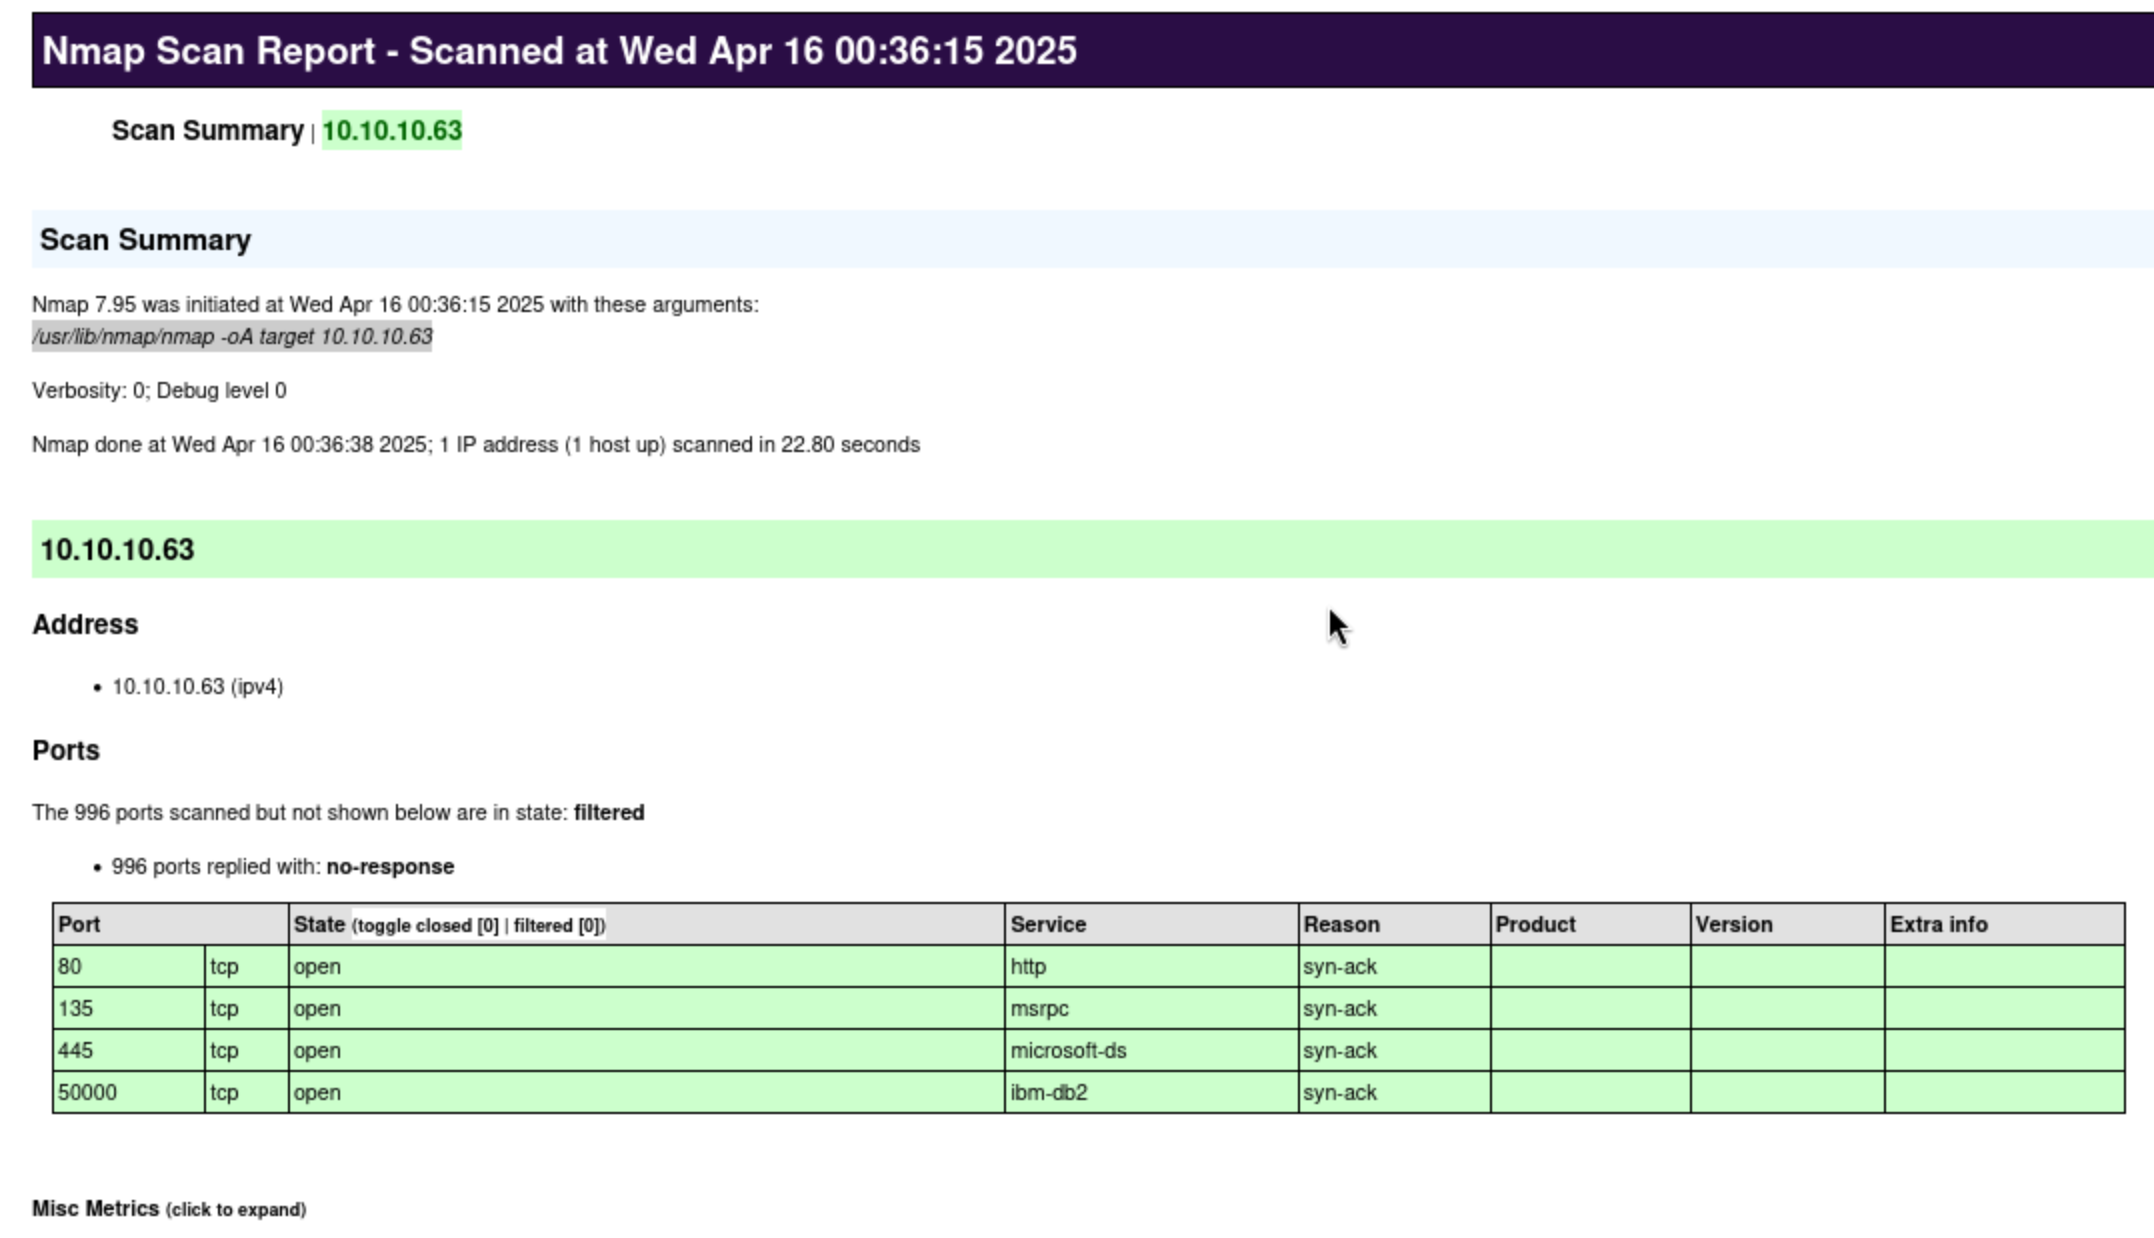 Nmap Scan Report - Scanned at Wed Apr 16 00:36:15 2025
Scan Summary | 10.10.10.63
Scan Summary
Nmap 7.95 was initiated at Wed Apr 16 00:36:15 2025 with these arguments:
/usr/lib/nmap/nmap -oA target 10.10.10.63
Verbosity: 0; Debug level 0
Nmap done at Wed Apr 16 00:36:38 2025; 1 IP address (1 host up) scanned in 22.80 seconds
10.10.10.63
Address
• 10.10.10.63 (ipv4)
Ports
The 996 ports scanned but not shown below are in state: filtered
• 996 ports replied with: no-response
Port State (toggle closed [0] | filtered [0]) Service Reason Product Version Extra info
80 tcp open http syn-ack
135 tcp open msrpc syn-ack
445 tcp open microsoft-ds syn-ack
50000 tcp open ibm-db2 syn-ack
Misc Metrics (click to expand)